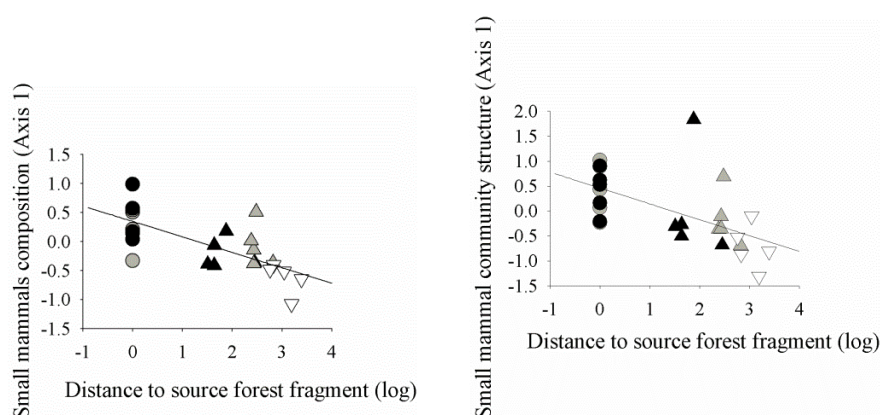 Small mammals composition (Axis 1)
1.5
1.0
0.5
0.0
-0.5
-1.0
-1.5
-1 0 1 2 3 4
Distance to source forest fragment (log)
Small mammal community structure (Axis 1)
2.0
1.5
1.0
0.5
0.0
-0.5
-1.0
-1.5
-1 0 1 2 3 4
Distance to source forest fragment (log)